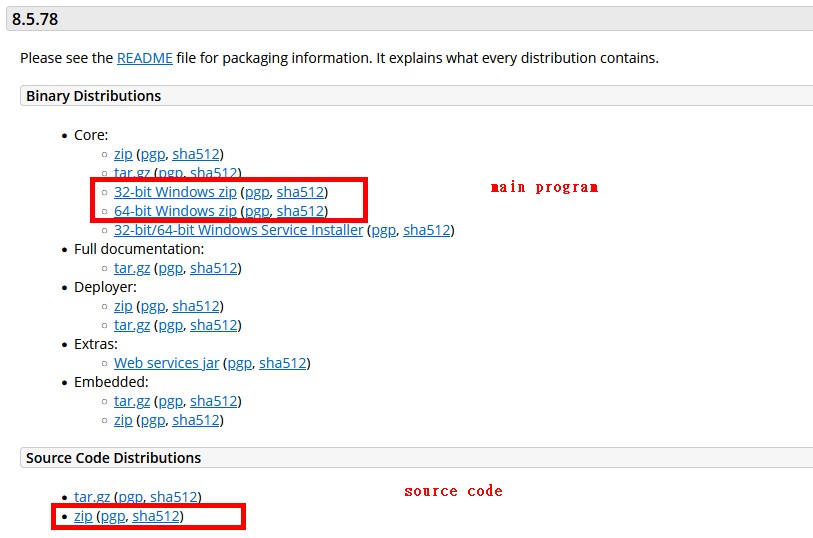 8.5.78
Please see the README file for packaging information. It explains what every distribution contains.
Binary Distributions
Core:
zip (pgp, sha512)
tar.gz (pgp, sha512)
32-bit Windows zip (pgp, sha512)
main program
64-bit Windows zip (pgp, sha512)
32-bit/64-bit Windows Service Installer (pgp, sha512)
Full documentation:
tar.gz (pgp, sha512)
Deployer:
zip (pgp, sha512)
tar.gz (pgp, sha512)
Extras:
Web services jar (pgp, sha512)
Embedded:
tar.gz (pgp, sha512)
zip (pgp, sha512)
Source Code Distributions
tar.gz (pgp, sha512)
source code
zip (pgp, sha512)